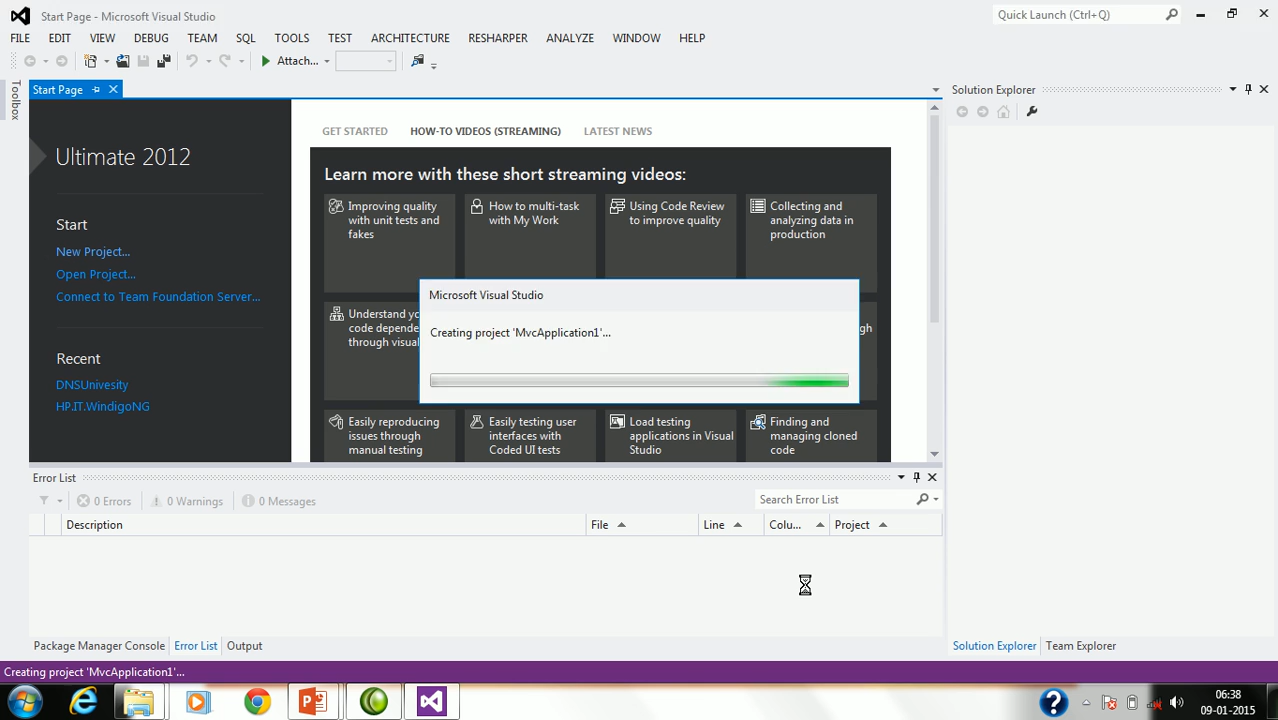 Start Page - Microsoft Visual Studio
Quick Launch (Ctrl+Q)
FILE EDIT VIEW DEBUG TEAM SQL TOOLS TEST ARCHITECTURE RESHARPER ANALYZE WINDOW HELP
Attach...
Toolbox
Start Page
Solution Explorer
GET STARTED HOW-TO VIDEOS (STREAMING) LATEST NEWS
Ultimate 2012
Learn more with these short streaming videos:
Improving quality
with unit tests and
fakes
How to multi-task
with My Work
Using Code Review
to improve quality
Collecting and
analyzing data in
production
Start
New Project...
Open Project...
Connect to Team Foundation Server...
Understand
code
through
Microsoft Visual Studio
Creating project 'MvcApplication1'...
Recent
DNSUnivesity
HP.IT.WindigoNG
Easily reproducing
issues through
manual testing
Easily testing user
interfaces with
Coded UI tests
Load testing
applications in Visual
Studio
Finding and
managing cloned
code
Error List
0 Errors 0 Warnings 0 Messages
Search Error List
Description File Line Colu... Project
Package Manager Console Error List Output
Solution Explorer Team Explorer
Creating project 'MvcApplication1'...
06:38
09-01-2015